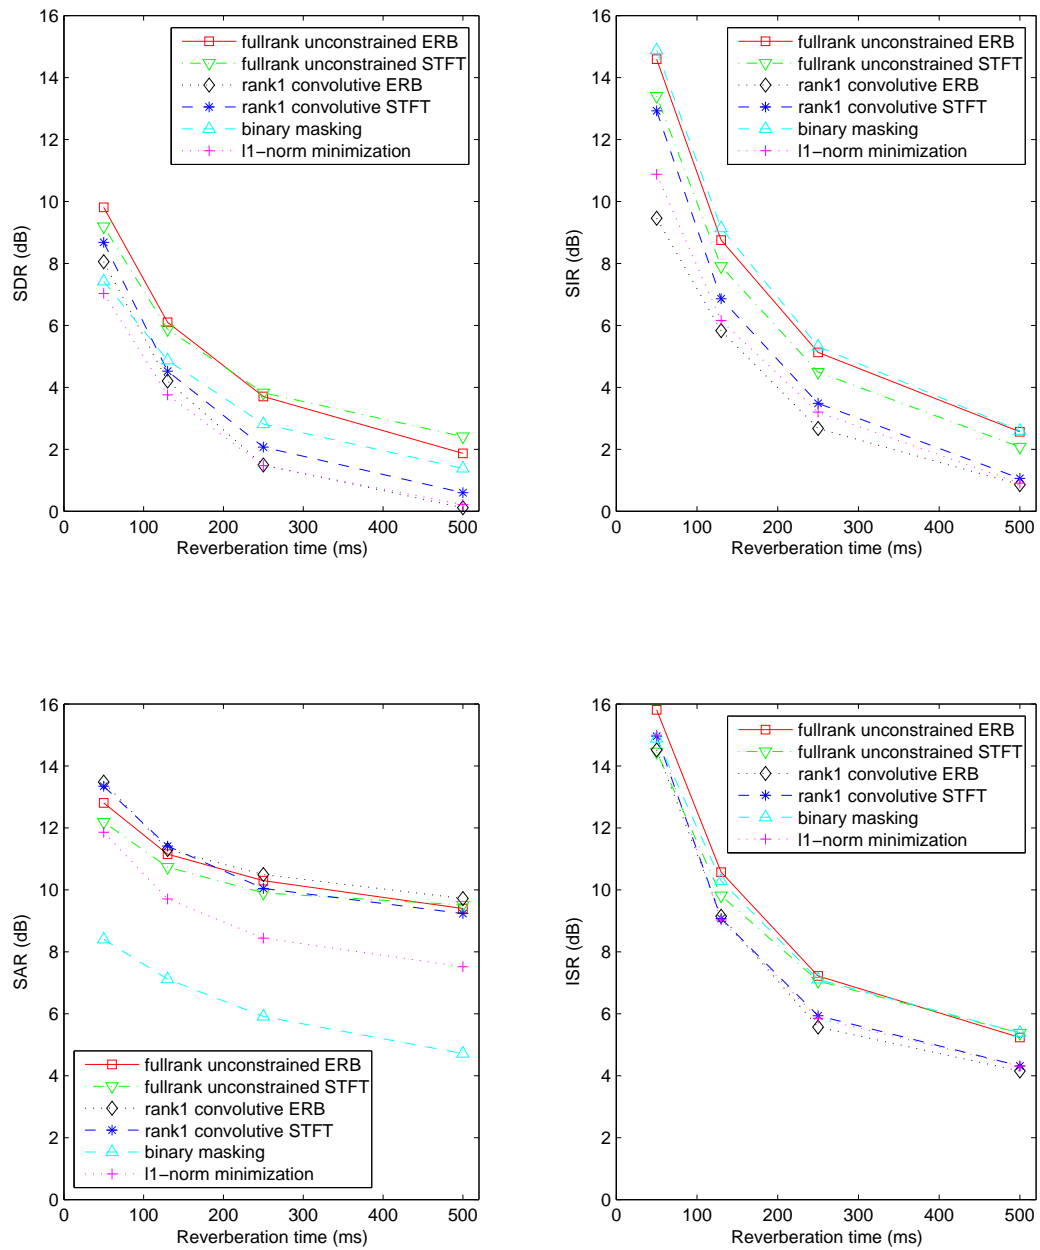 16
14
12
10
8
6
4
2
0
SDR (dB)
fullrank unconstrained ERB
fullrank unconstrained STFT
rank1 convolutive ERB
rank1 convolutive STFT
binary masking
l1−norm minimization
0 100 200 300 400 500
Reverberation time (ms)
16
14
12
10
8
6
4
2
0
SIR (dB)
fullrank unconstrained ERB
fullrank unconstrained STFT
rank1 convolutive ERB
rank1 convolutive STFT
binary masking
l1−norm minimization
0 100 200 300 400 500
Reverberation time (ms)
16
14
12
10
8
6
4
2
0
SAR (dB)
fullrank unconstrained ERB
fullrank unconstrained STFT
rank1 convolutive ERB
rank1 convolutive STFT
binary masking
l1−norm minimization
0 100 200 300 400 500
Reverberation time (ms)
16
14
12
10
8
6
4
2
0
ISR (dB)
fullrank unconstrained ERB
fullrank unconstrained STFT
rank1 convolutive ERB
rank1 convolutive STFT
binary masking
l1−norm minimization
0 100 200 300 400 500
Reverberation time (ms)